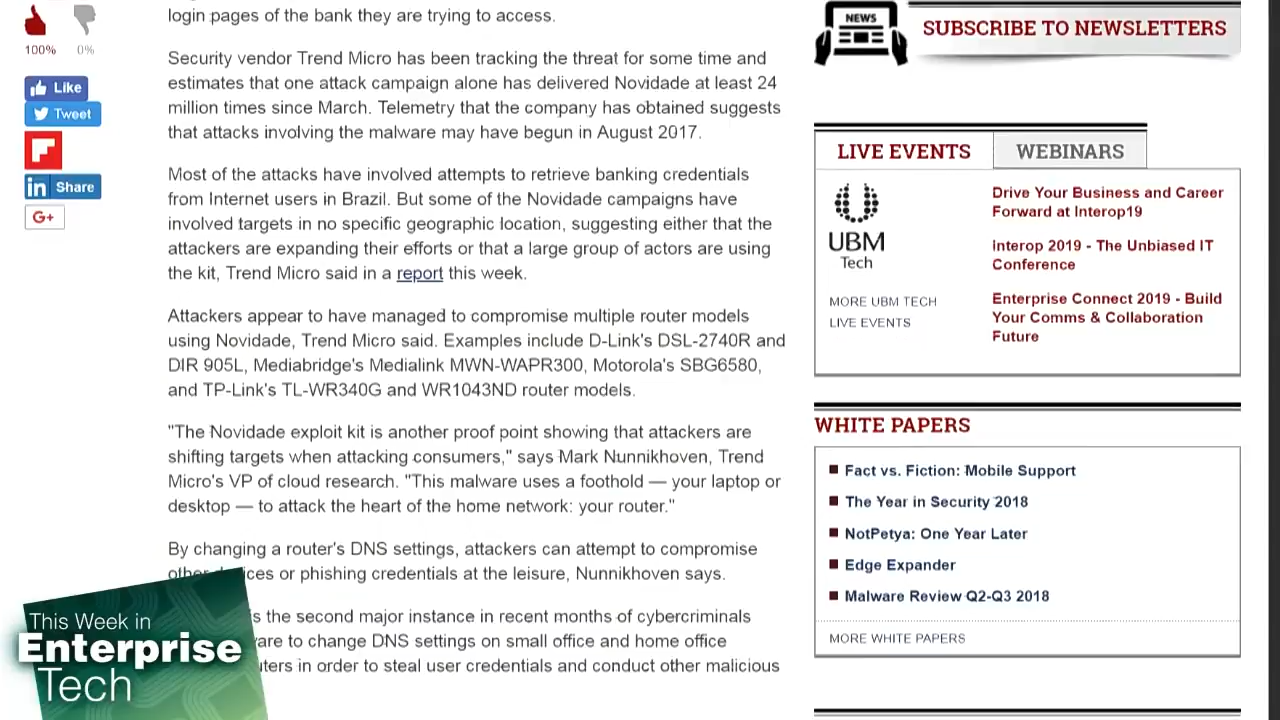 login pages of the bank they are trying to access.
100%
0%
Like
Tweet
in Share
G+
Security vendor Trend Micro has been tracking the threat for some time and
estimates that one attack campaign alone has delivered Novidade at least 24
million times since March. Telemetry that the company has obtained suggests
that attacks involving the malware may have begun in August 2017.
Most of the attacks have involved attempts to retrieve banking credentials
from Internet users in Brazil. But some of the Novidade campaigns have
involved targets in no specific geographic location, suggesting either that the
attackers are expanding their efforts or that a large group of actors are using
the kit, Trend Micro said in a report this week.
Attackers appear to have managed to compromise multiple router models
using Novidade, Trend Micro said. Examples include D-Link's DSL-2740R and
DIR 905L, Mediabridge's Medialink MWN-WAPR300, Motorola's SBG6580,
and TP-Link's TL-WR340G and WR1043ND router models.
"The Novidade exploit kit is another proof point showing that attackers are
shifting targets when attacking consumers," says Mark Nunnikhoven, Trend
Micro's VP of cloud research. "This malware uses a foothold — your laptop or
desktop — to attack the heart of the home network: your router."
By changing a router's DNS settings, attackers can attempt to compromise
or phishing credentials at the leisure, Nunnikhoven says.
is the second major instance in recent months of cybercriminals
to change DNS settings on small office and home office
in order to steal user credentials and conduct other malicious
This Week in
Enterprise
Tech
NEWS
SUBSCRIBE TO NEWSLETTERS
LIVE EVENTS
WEBINARS
UBM
Tech
MORE UBM TECH
LIVE EVENTS
Drive Your Business and Career
Forward at Interop19
Interop 2019 - The Unbiased IT
Conference
Enterprise Connect 2019 - Build
Your Comms & Collaboration
Future
WHITE PAPERS
Fact vs. Fiction: Mobile Support
The Year in Security 2018
NotPetya: One Year Later
Edge Expander
Malware Review Q2-Q3 2018
MORE WHITE PAPERS